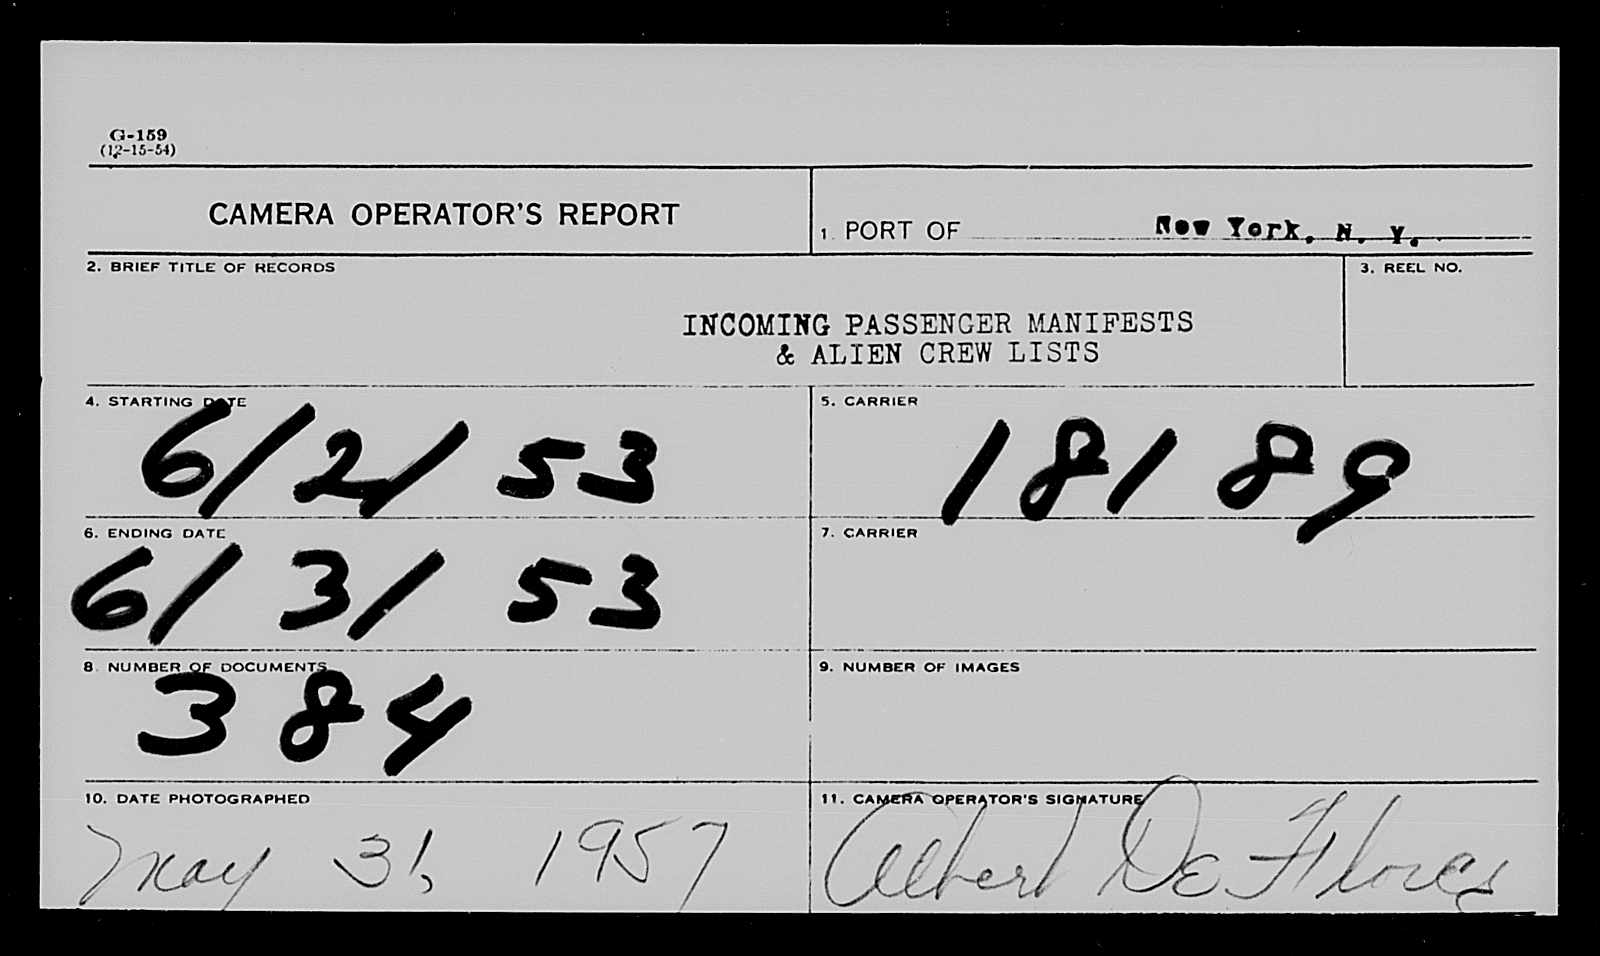 G-159
(12-15-54)
CAMERA OPERATOR'S REPORT
1. PORT OF New York, N. Y.
2. BRIEF TITLE OF RECORDS
3. REEL NO.
INCOMING PASSENGER MANIFESTS
& ALIEN CREW LISTS
4. STARTING DATE
6/2/53
5. CARRIER
18189
6. ENDING DATE
6/3/53
7. CARRIER
8. NUMBER OF DOCUMENTS
384
9. NUMBER OF IMAGES
10. DATE PHOTOGRAPHED
May 31, 1957
11. CAMERA OPERATOR'S SIGNATURE
Albert De Flores